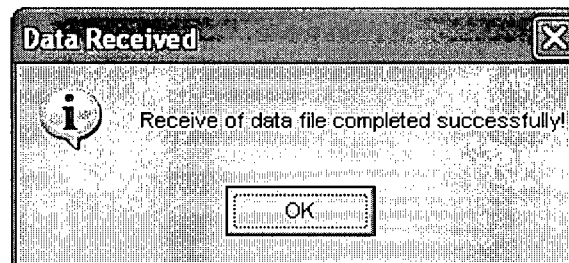 Data Received
Receive of data file completed successfully!
OK